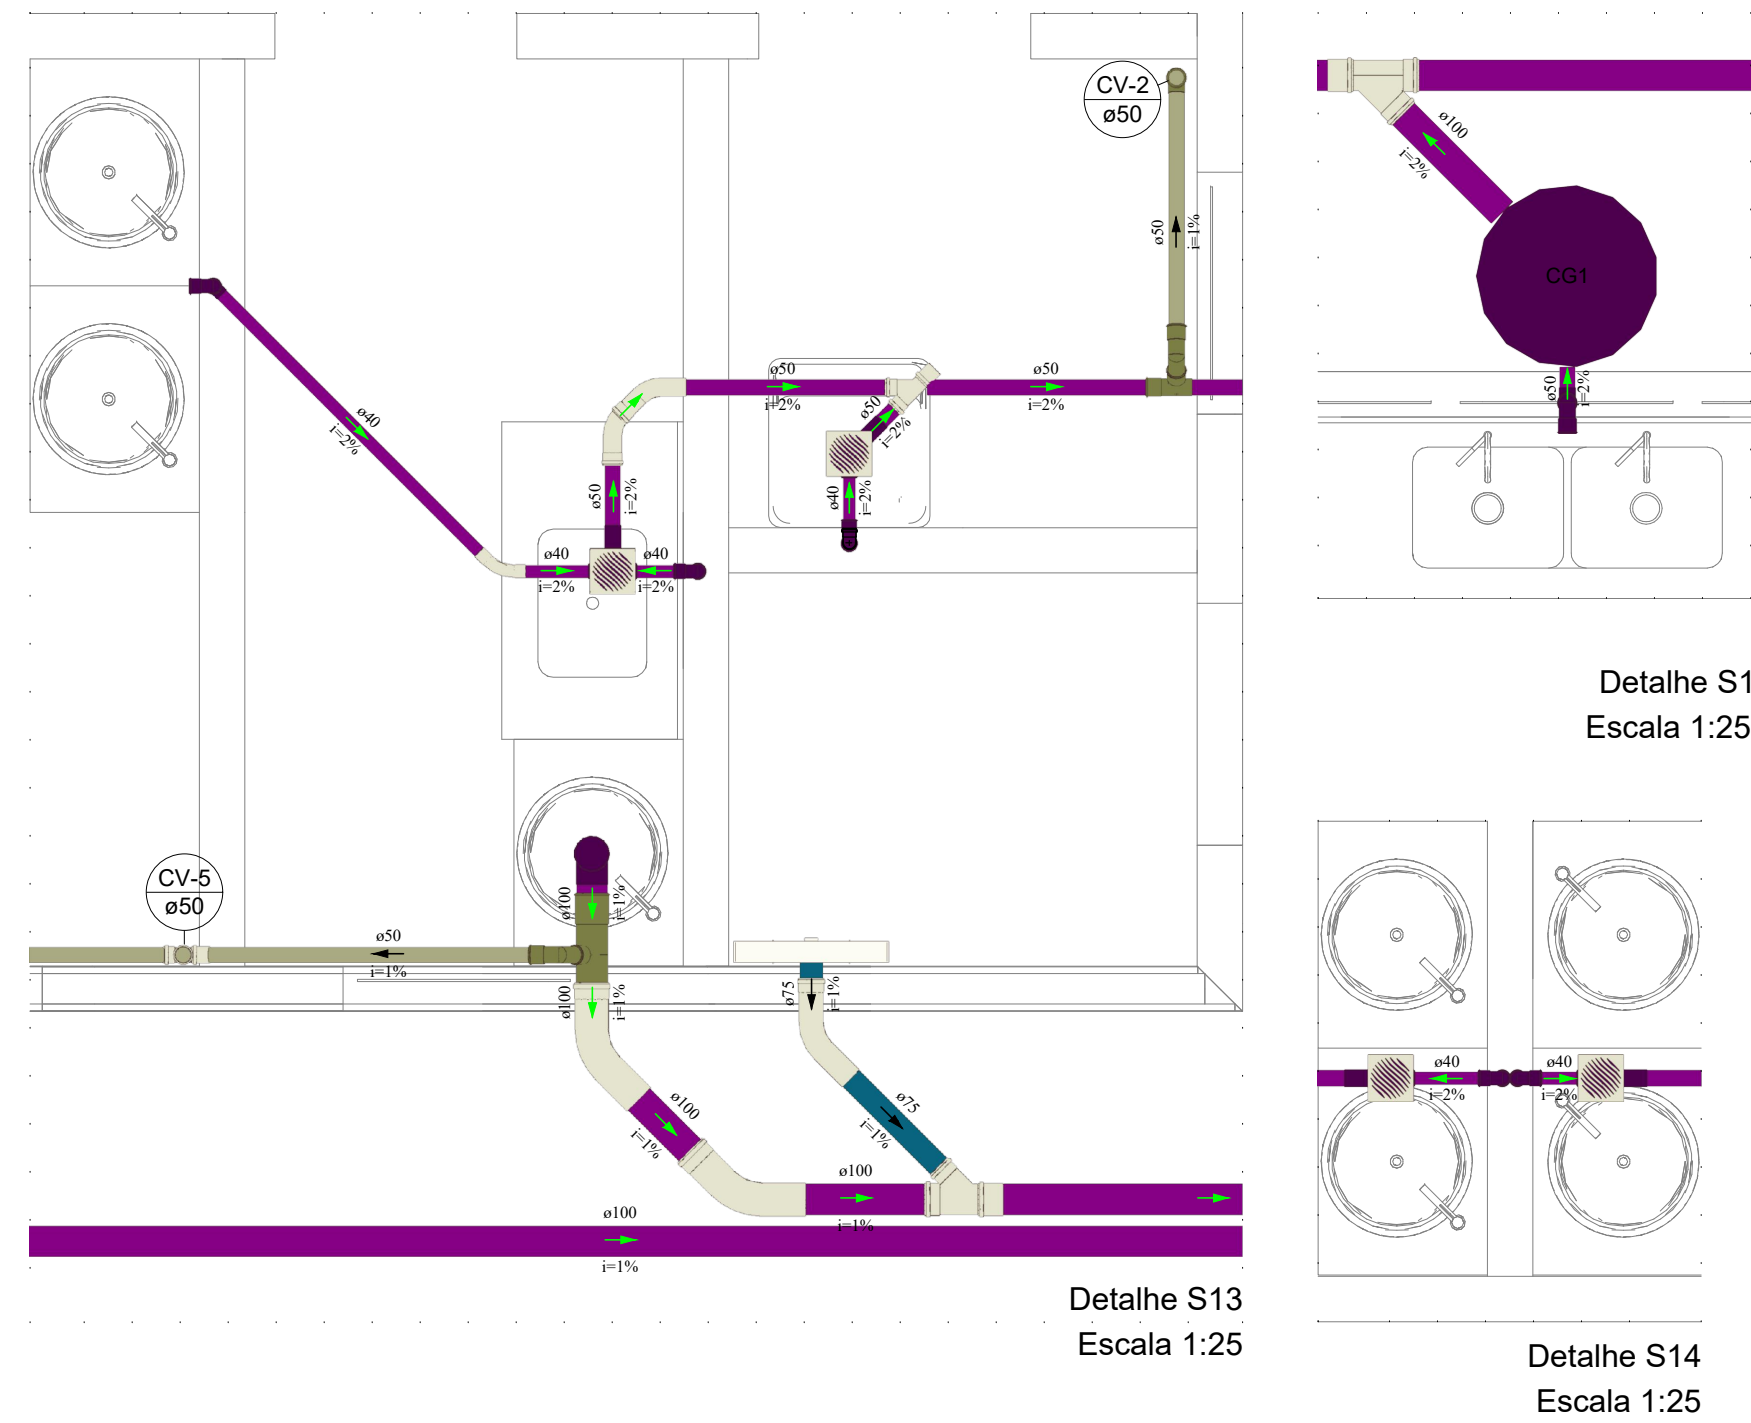 CV-2
ø50
ø50
i=1%
ø50
i=2%
ø50
i=2%
ø50
i=2%
ø40
i=2%
ø50
i=2%
ø40
i=2%
ø40
i=2%
ø40
i=2%
CV-5
ø50
ø50
i=1%
ø100
i=1%
ø100
i=1%
ø75
i=1%
ø100
i=1%
ø75
i=1%
ø100
i=1%
ø100
i=1%
Detalhe S13
Escala 1:25
ø100
i=2%
CG1
ø50
i=2%
Detalhe S1
Escala 1:25
ø40
i=2%
ø40
i=2%
Detalhe S14
Escala 1:25